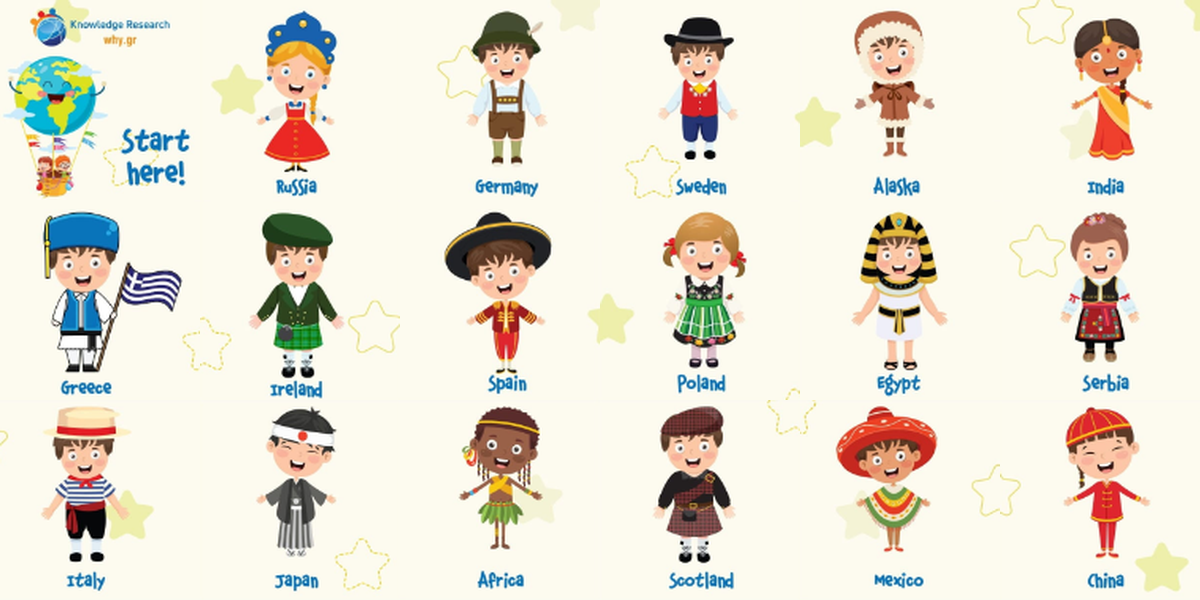 Knowledge Research
why.gr
Start
here!
Russia
Germany
Sweden
Alaska
India
Greece
Ireland
Spain
Poland
Egypt
Serbia
Italy
Japan
Africa
Scotland
Mexico
China